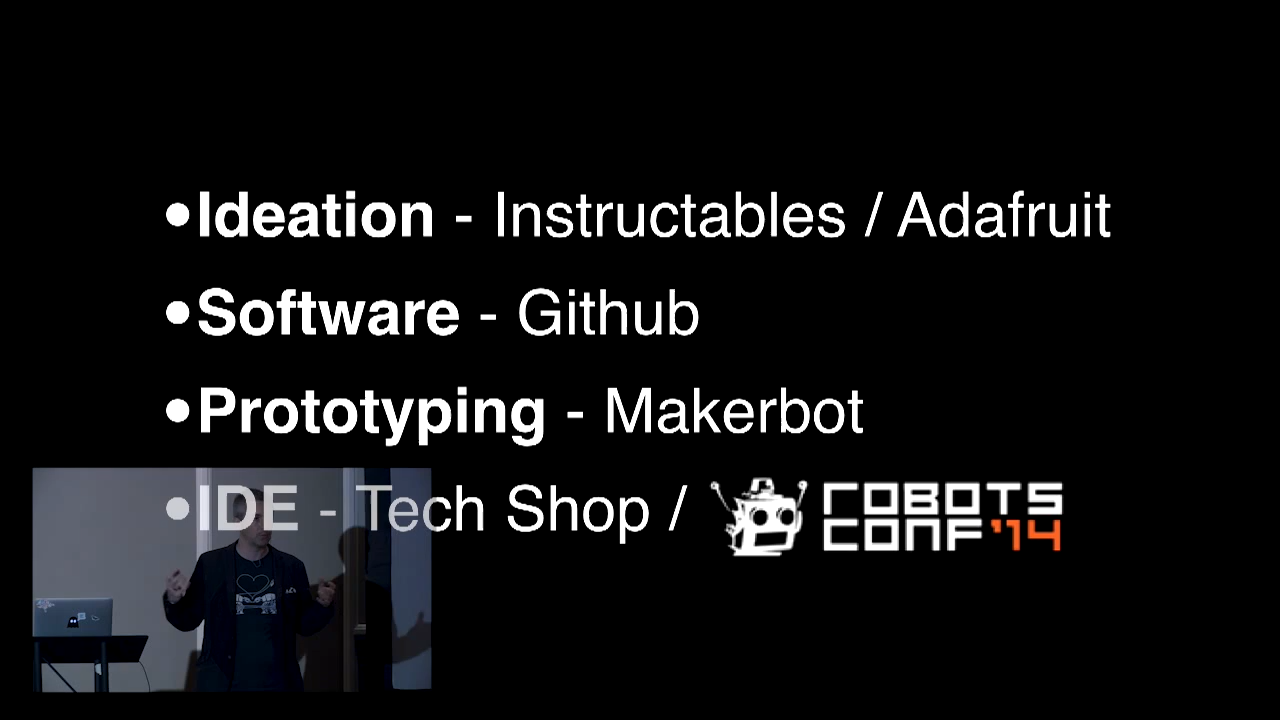 •Ideation - Instructables / Adafruit
•Software - Github
•Prototyping - Makerbot
•IDE - Tech Shop / ROBOTS CONF'14